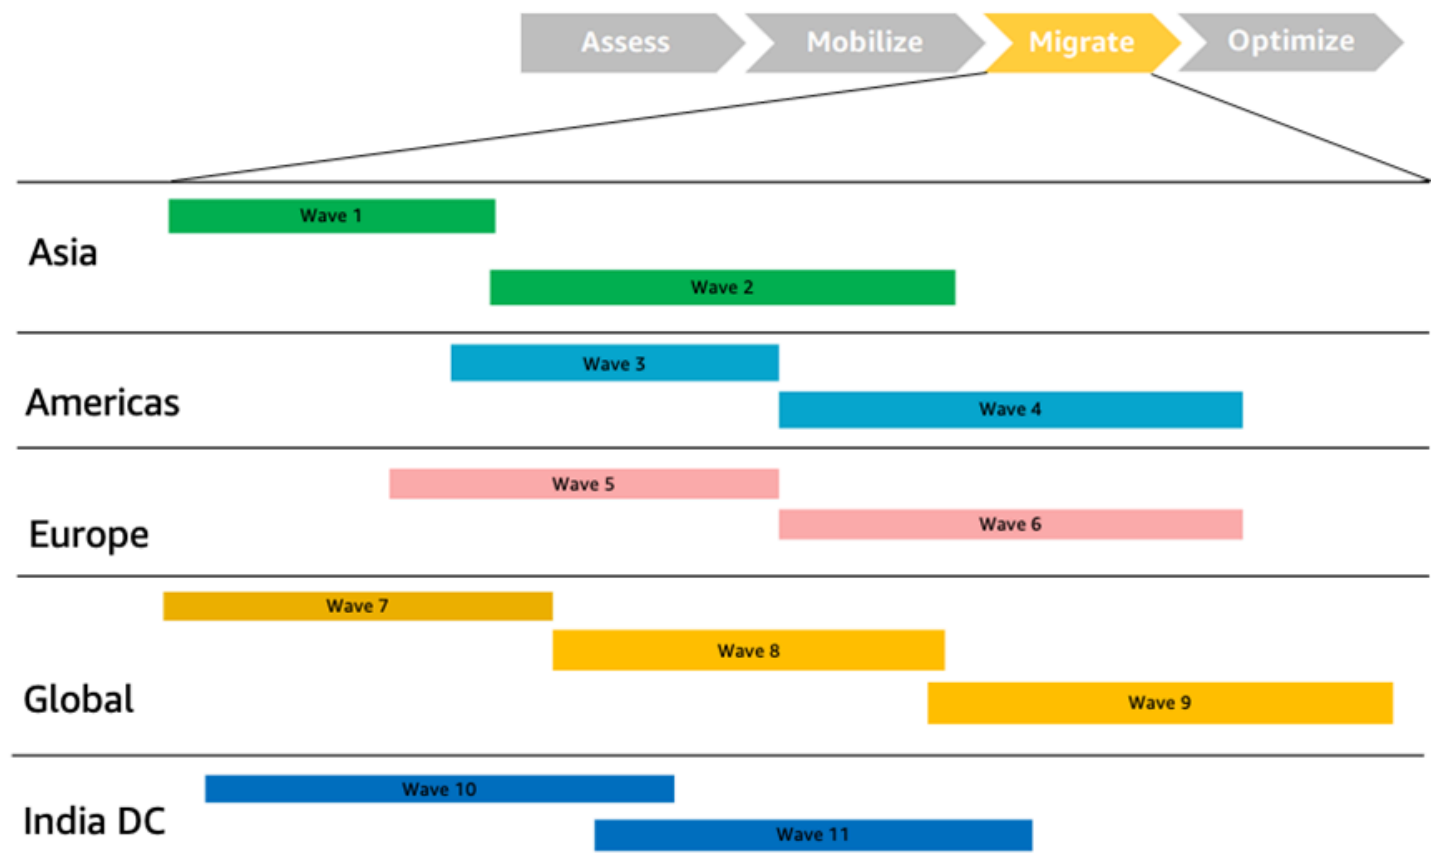 Assess
Mobilize
Migrate
Optimize
Asia
Wave 1
Wave 2
Americas
Wave 3
Wave 4
Europe
Wave 5
Wave 6
Global
Wave 7
Wave 8
Wave 9
India DC
Wave 10
Wave 11